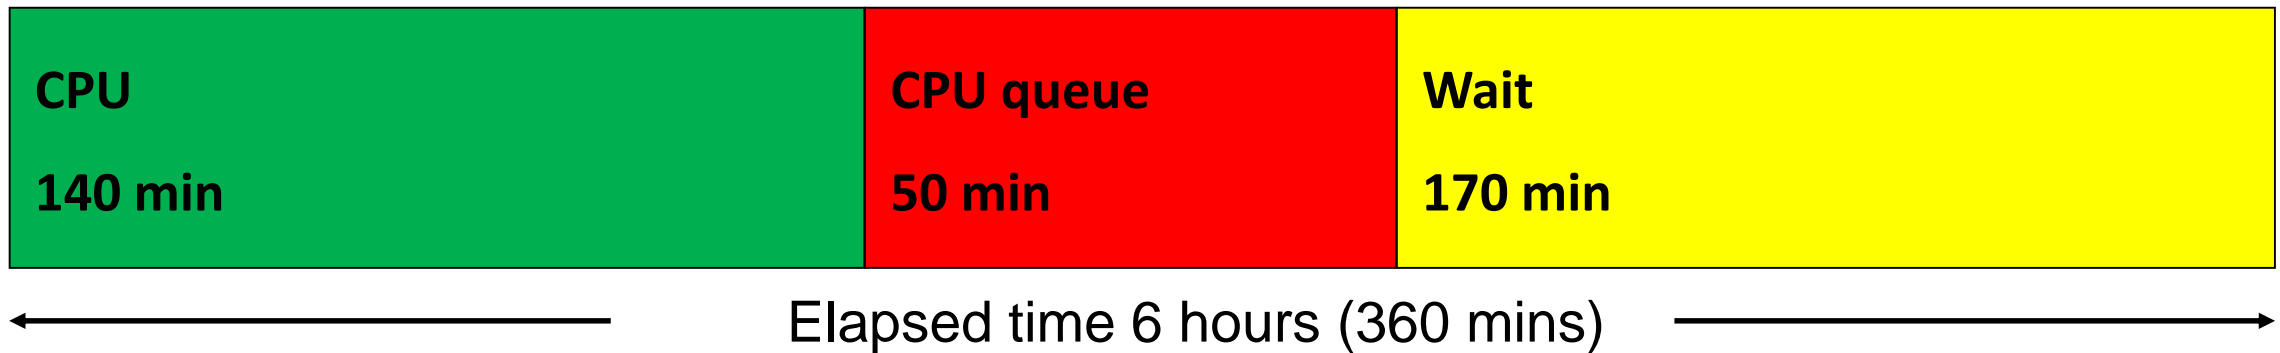 CPU
140 min
CPU queue
50 min
Wait
170 min
Elapsed time 6 hours (360 mins)